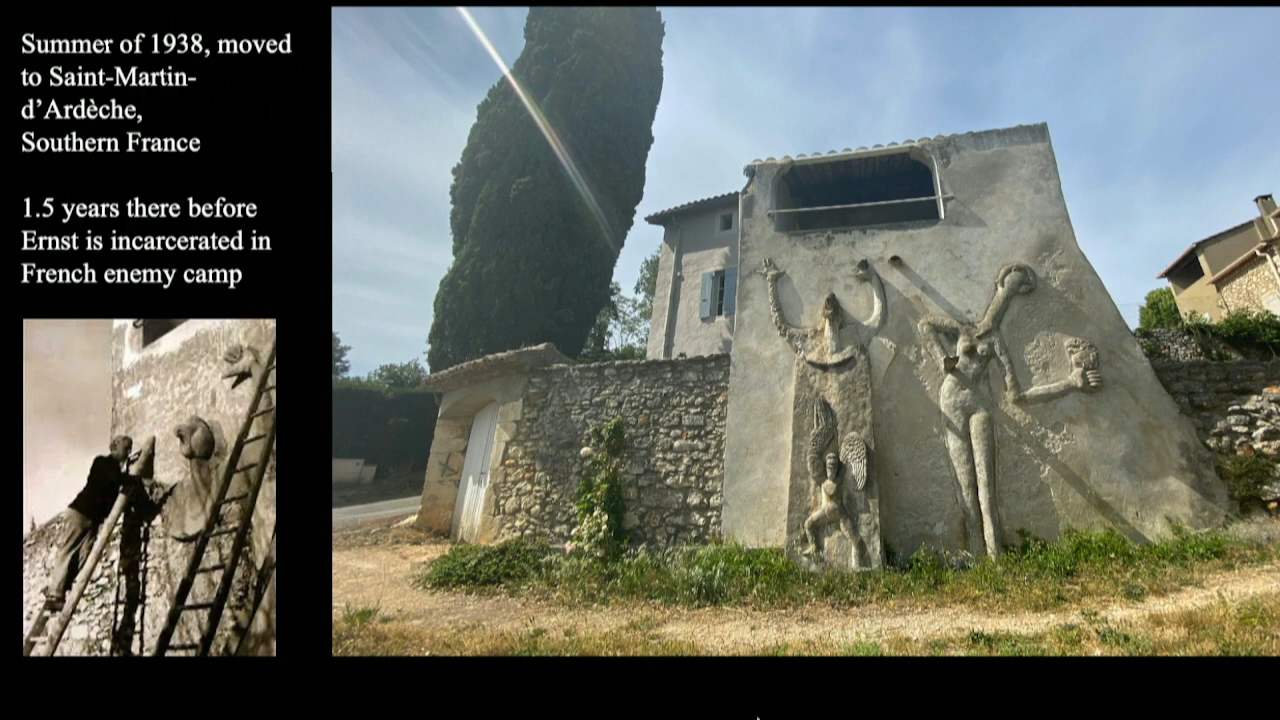 Summer of 1938, moved
to Saint-Martin-
d’Ardèche,
Southern France
1.5 years there before
Ernst is incarcerated in
French enemy camp